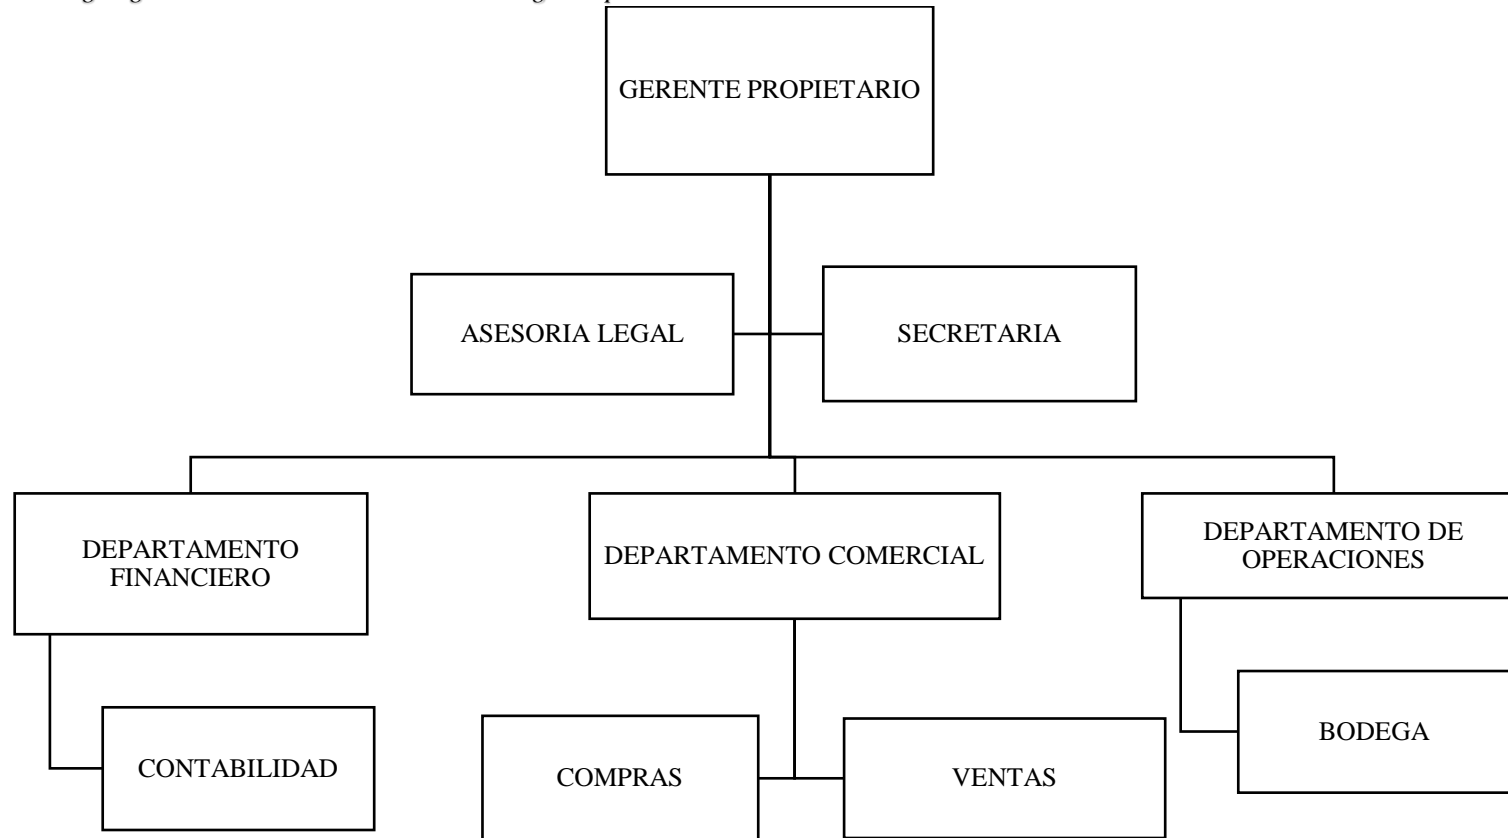 GERENTE PROPIETARIO
ASESORIA LEGAL
SECRETARIA
DEPARTAMENTO
FINANCIERO
DEPARTAMENTO COMERCIAL
DEPARTAMENTO DE
OPERACIONES
CONTABILIDAD
COMPRAS
VENTAS
BODEGA